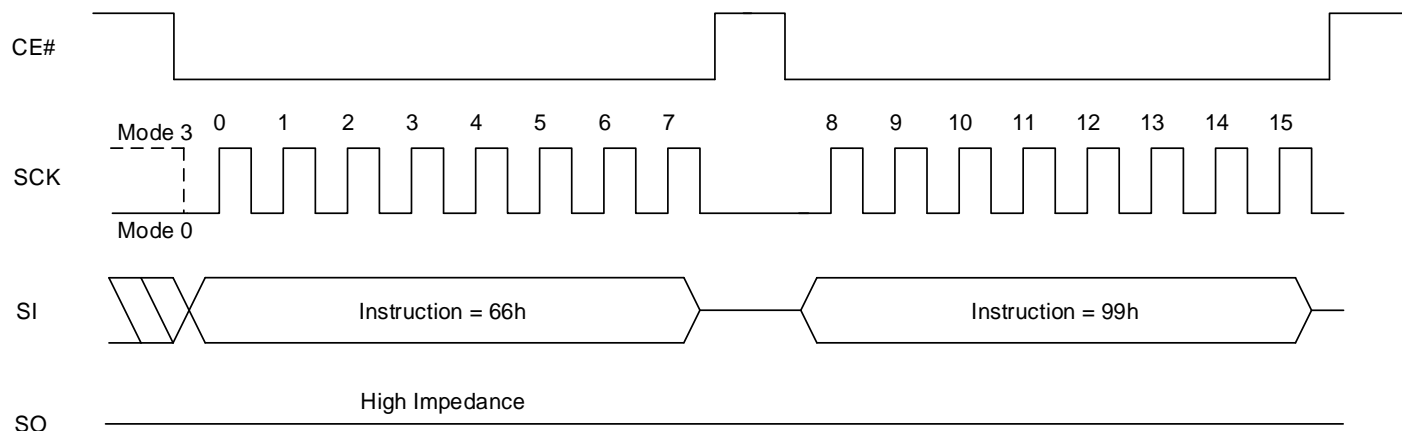 CE#
Mode 3
0 1 2 3 4 5 6 7 8 9 10 11 12 13 14 15
SCK
Mode 0
SI
Instruction = 66h
Instruction = 99h
High Impedance
SO